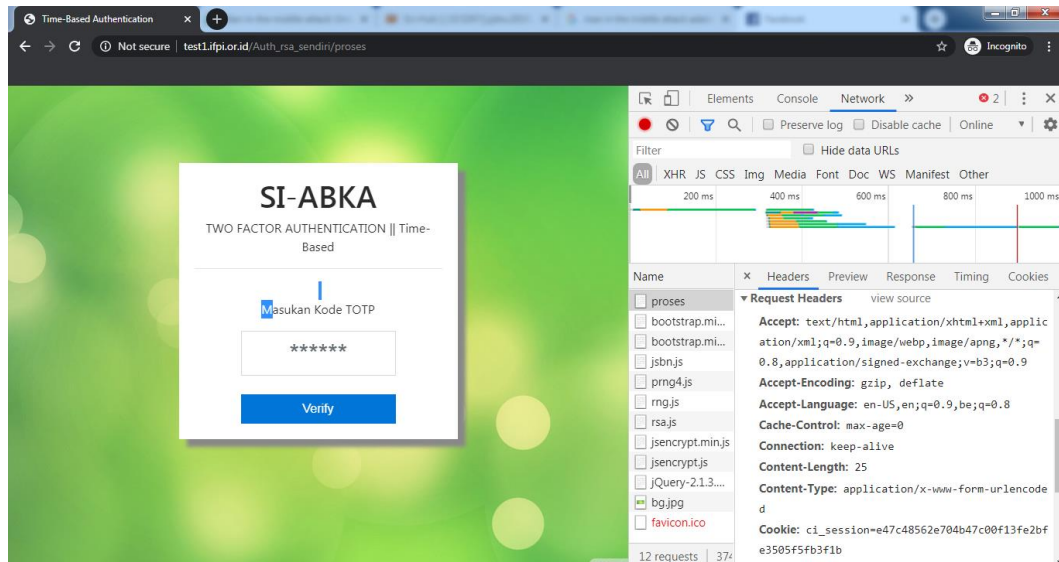 Time-Based Authentication
Not secure | test1.ifpi.or.id/Auth_rsa_sendiri/proses
Incognito
SI-ABKA
TWO FACTOR AUTHENTICATION || Time-
Based
Masukan Kode TOTP
******
Verify
Elements Console Network » 2
Preserve log Disable cache Online
Filter Hide data URLs
All XHR JS CSS Img Media Font Doc WS Manifest Other
200 ms 400 ms 600 ms 800 ms 1000 ms
Name
proses
bootstrap.mi...
bootstrap.mi...
jsbn.js
prng4.js
rng.js
rsa.js
jsencrypt.min.js
jsencrypt.js
jQuery-2.1.3....
bg.jpg
favicon.ico
12 requests | 374
× Headers Preview Response Timing Cookies
▼ Request Headers view source
Accept: text/html,application/xhtml+xml,applic
ation/xml;q=0.9,image/webp,image/apng,*/*;q=
0.8,application/signed-exchange;v=b3;q=0.9
Accept-Encoding: gzip, deflate
Accept-Language: en-US,en;q=0.9,be;q=0.8
Cache-Control: max-age=0
Connection: keep-alive
Content-Length: 25
Content-Type: application/x-www-form-urlencode
d
Cookie: ci_session=e47c48562e704b47c00f13fe2bf
e3505f5fb3f1b